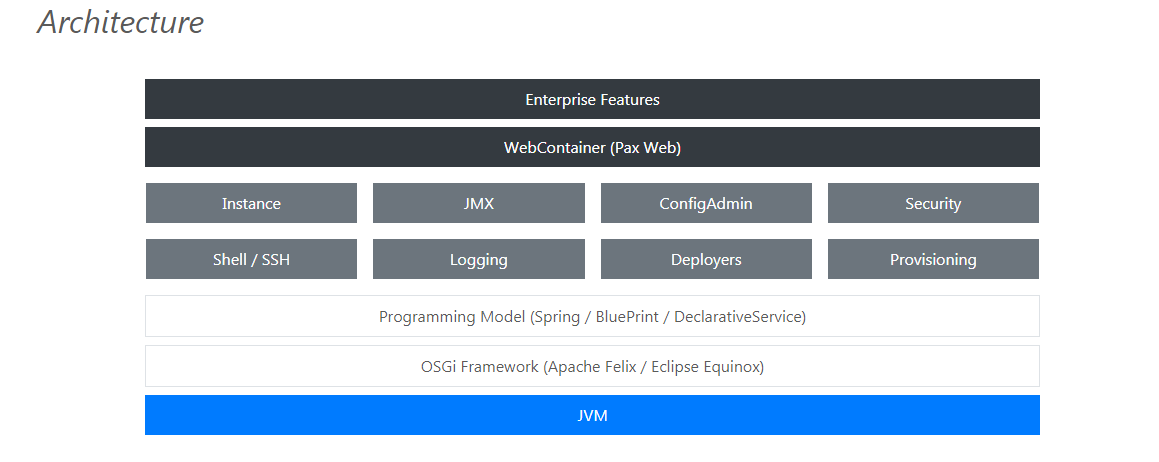 Architecture
Enterprise Features
WebContainer (Pax Web)
Instance JMX ConfigAdmin Security
Shell / SSH Logging Deployers Provisioning
Programming Model (Spring / BluePrint / DeclarativeService)
OSGi Framework (Apache Felix / Eclipse Equinox)
JVM